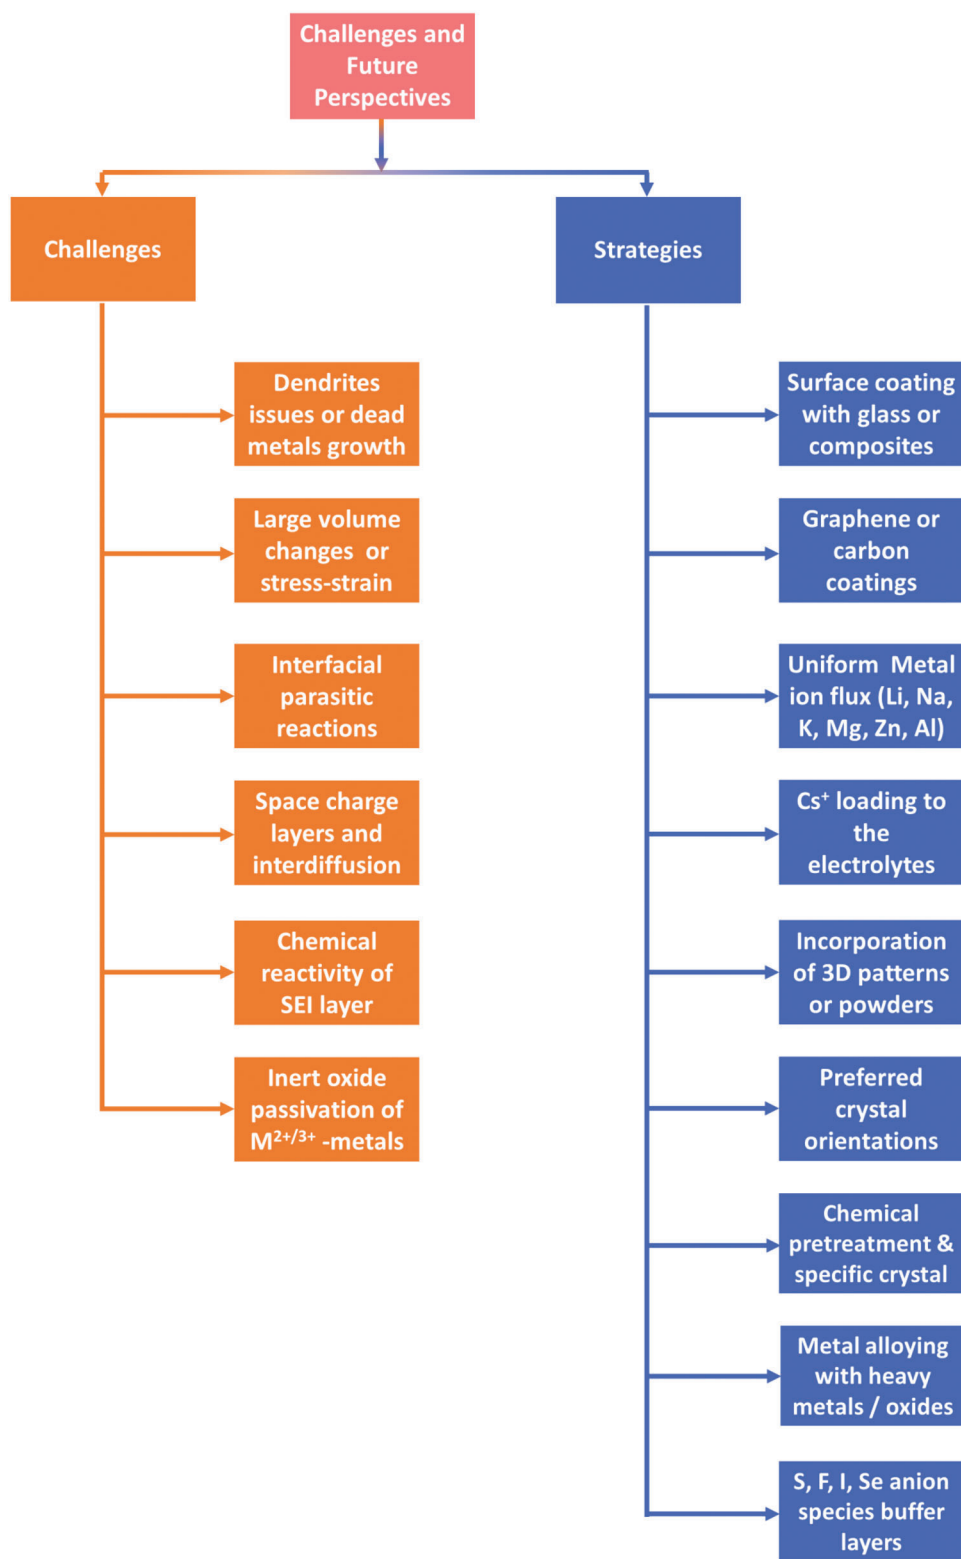 Challenges and
Future
Perspectives
Challenges
Dendrites
issues or dead
metals growth
Large volume
changes or
stress-strain
Interfacial
parasitic
reactions
Space charge
layers and
interdiffusion
Chemical
reactivity of
SEI layer
Inert oxide
passivation of
M²⁺/³⁺ -metals
Strategies
Surface coating
with glass or
composites
Graphene or
carbon
coatings
Uniform Metal
ion flux (Li, Na,
K, Mg, Zn, Al)
Cs⁺ loading to
the
electrolytes
Incorporation
of 3D patterns
or powders
Preferred
crystal
orientations
Chemical
pretreatment &
specific crystal
Metal alloying
with heavy
metals / oxides
S, F, I, Se anion
species buffer
layers